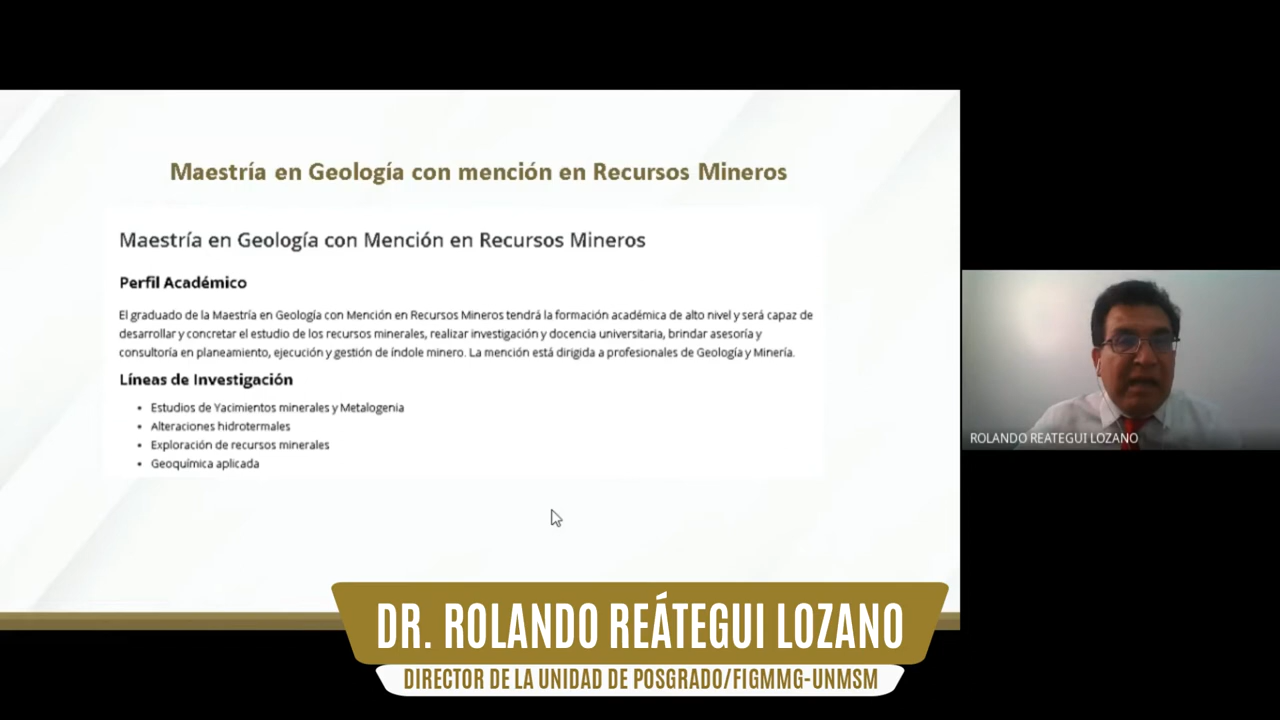 Maestría en Geología con mención en Recursos Mineros
Maestría en Geología con Mención en Recursos Mineros
Perfil Académico
El graduado de la Maestría en Geología con Mención en Recursos Mineros tendrá la formación académica de alto nivel y será capaz de
desarrollar y concretar el estudio de los recursos minerales, realizar investigación y docencia universitaria, brindar asesoría y
consultoría en planeamiento, ejecución y gestión de índole minero. La mención está dirigida a profesionales de Geología y Minería.
Líneas de Investigación
• Estudios de Yacimientos minerales y Metalogenia
• Alteraciones hidrotermales
• Exploración de recursos minerales
• Geoquímica aplicada
ROLANDO REATEGUI LOZANO
DR. ROLANDO REÁTEGUI LOZANO
DIRECTOR DE LA UNIDAD DE POSGRADO/FIGMMG-UNMSM